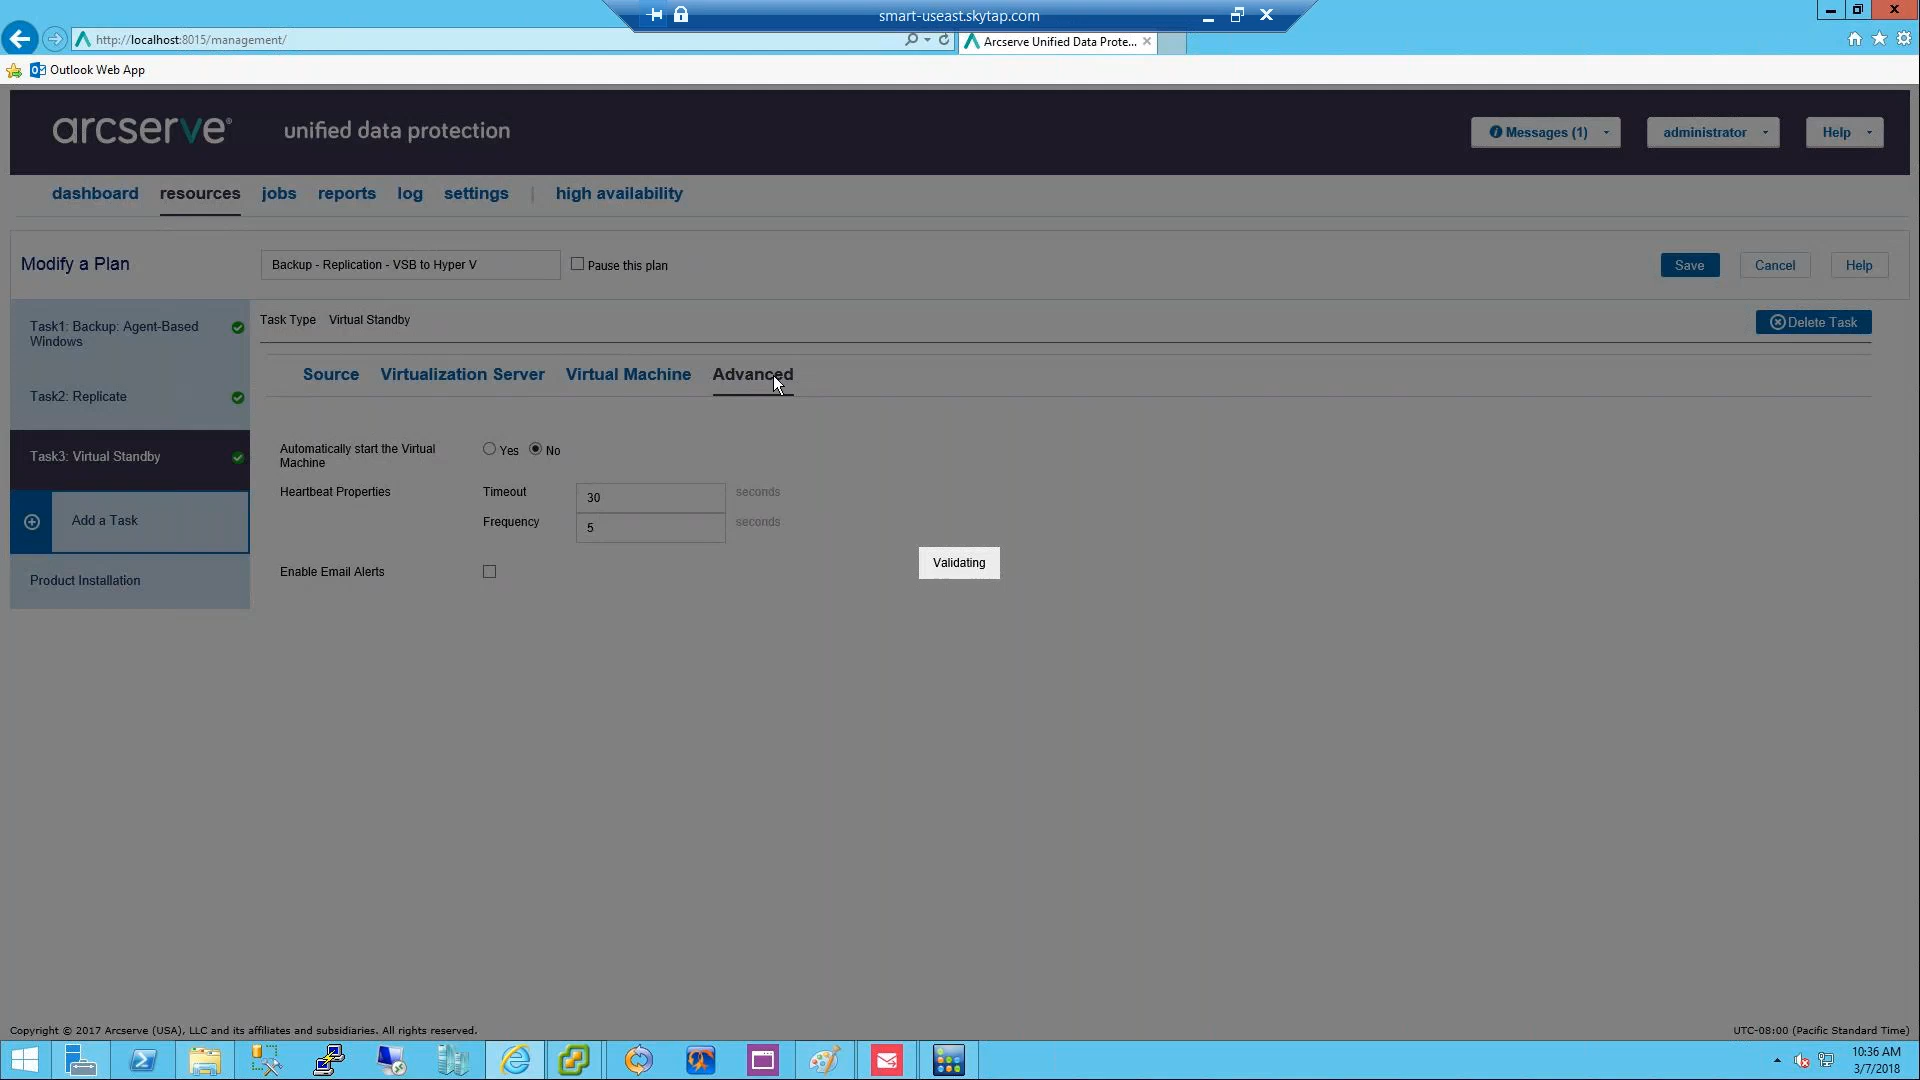 smart-useast.skytap.com
http://localhost:8015/management/
Arcserve Unified Data Prote...
Outlook Web App
arcserve®
unified data protection
Messages (1)
administrator
Help
dashboard
resources
jobs
reports
log
settings
|
high availability
Modify a Plan
Backup - Replication - VSB to Hyper V
Pause this plan
Save
Cancel
Help
Task1: Backup: Agent-Based
Windows
Task2: Replicate
Task3: Virtual Standby
Add a Task
Product Installation
Task Type Virtual Standby
Delete Task
Source
Virtualization Server
Virtual Machine
Advanced
Automatically start the Virtual
Machine
Yes
No
Heartbeat Properties
Timeout
30
seconds
Frequency
5
seconds
Enable Email Alerts
Validating
Copyright © 2017 Arcserve (USA), LLC and its affiliates and subsidiaries. All rights reserved.
UTC-08:00 (Pacific Standard Time)
10:36 AM
3/7/2018